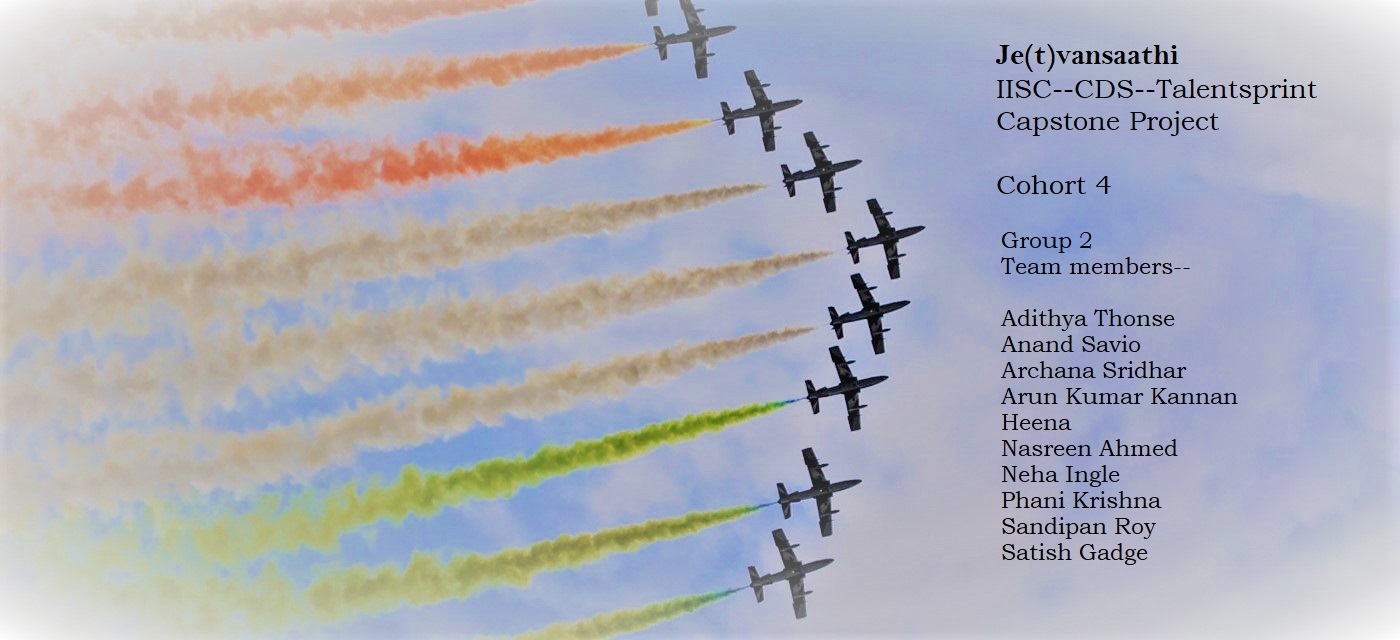 Je(t)vansaathi
IISC--CDS--Talentsprint
Capstone Project
Cohort 4
Group 2
Team members--
Adithya Thonse
Anand Savio
Archana Sridhar
Arun Kumar Kannan
Heena
Nasreen Ahmed
Neha Ingle
Phani Krishna
Sandipan Roy
Satish Gadge